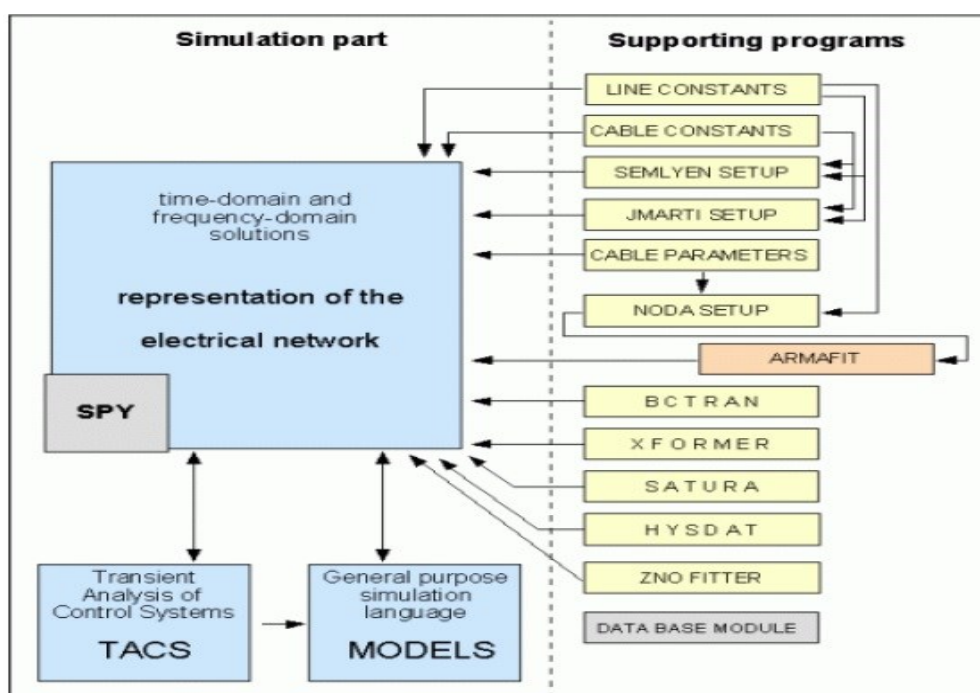 Simulation part
Supporting programs
LINE CONSTANTS
CABLE CONSTANTS
SEMLYEN SETUP
JMARTI SETUP
CABLE PARAMETERS
NODA SETUP
ARMAFIT
BCTRAN
XFORMER
SATURA
HYSDAT
ZNO FITTER
DATA BASE MODULE
time-domain and
frequency-domain
solutions
representation of the
electrical network
SPY
Transient
Analysis of
Control Systems
TACS
General purpose
simulation
language
MODELS